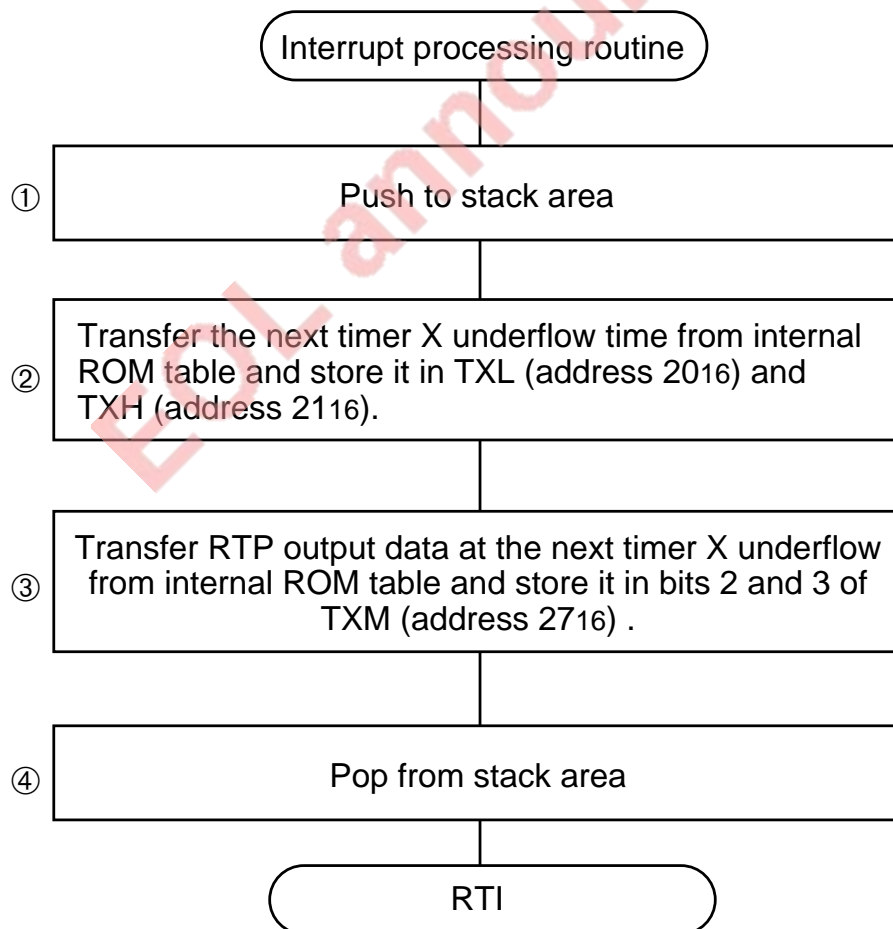 Interrupt processing routine
① Push to stack area
Transfer the next timer X underflow time from internal
② ROM table and store it in TXL (address 2016) and
TXH (address 2116).
Transfer RTP output data at the next timer X underflow
③ from internal ROM table and store it in bits 2 and 3 of
TXM (address 2716) .
④ Pop from stack area
RTI
EOL